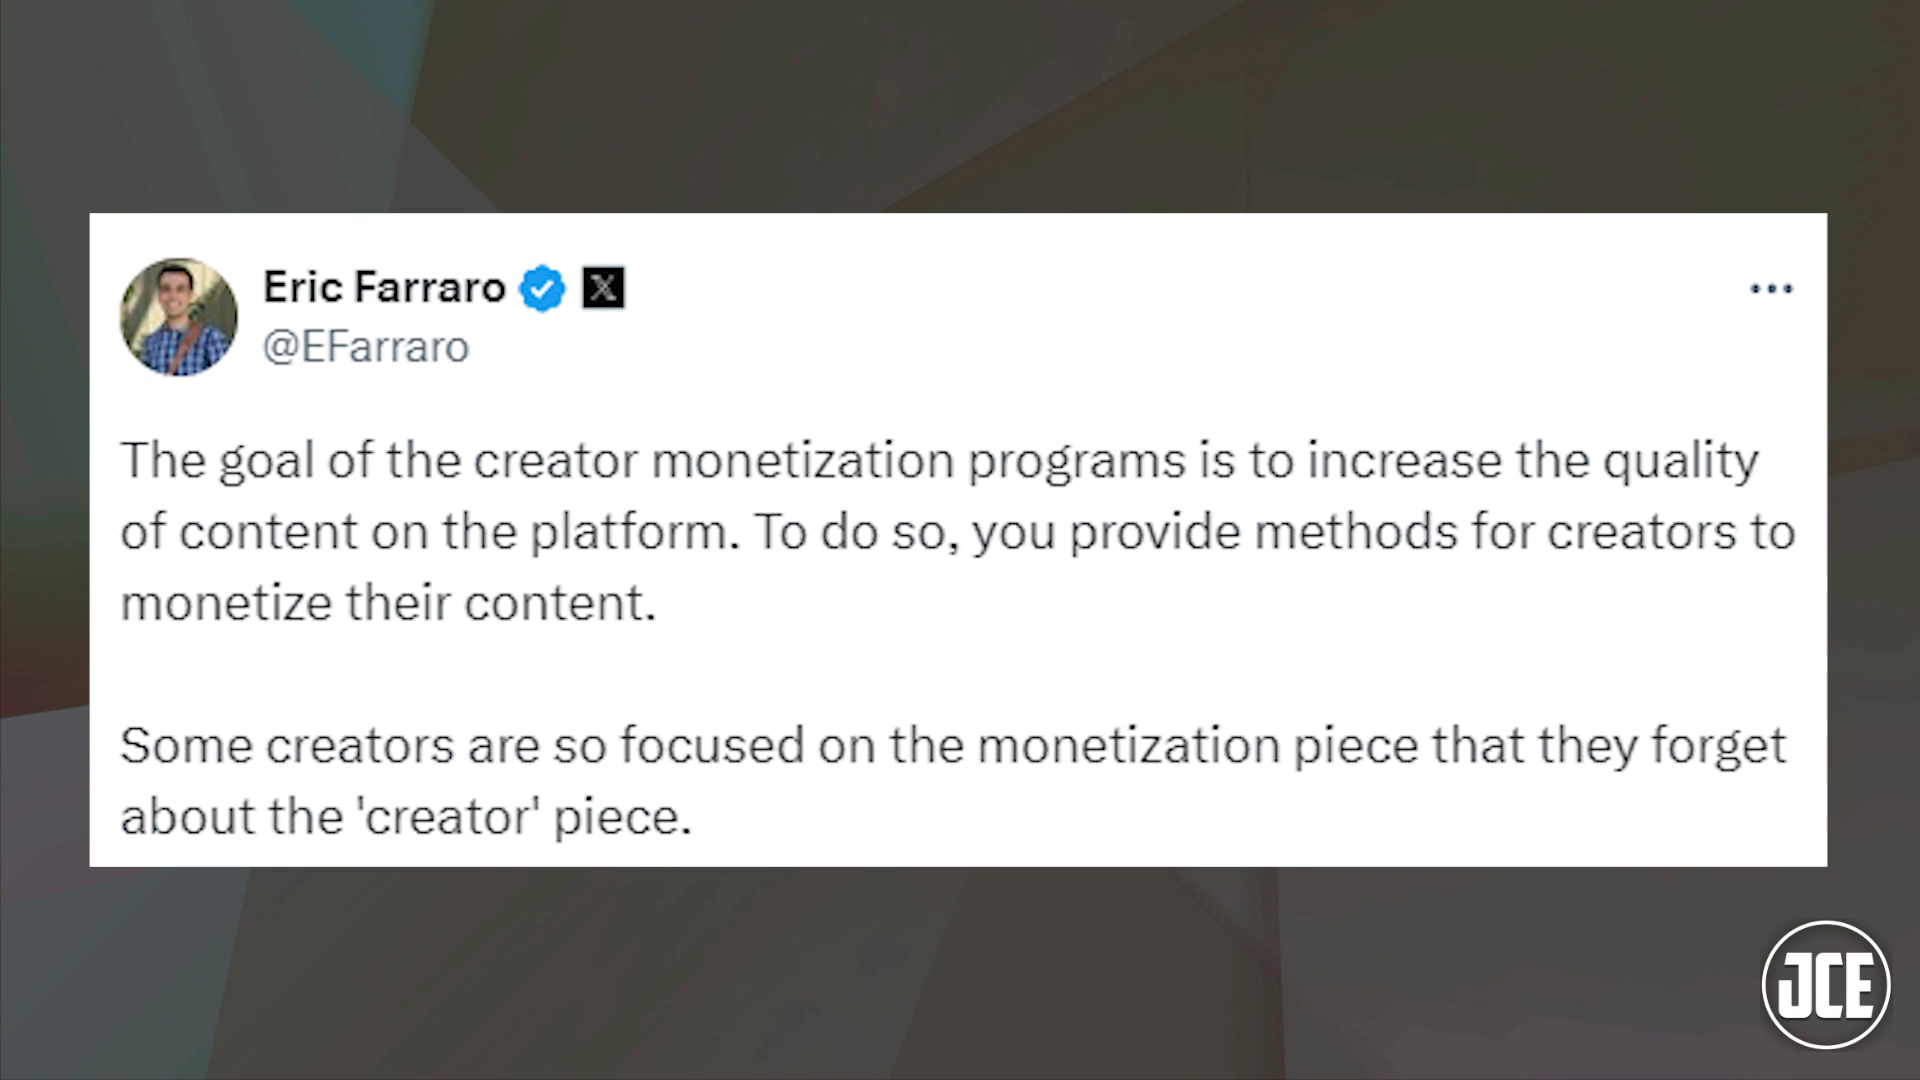 Eric Farraro X
@EFarraro
The goal of the creator monetization programs is to increase the quality
of content on the platform. To do so, you provide methods for creators to
monetize their content.
Some creators are so focused on the monetization piece that they forget
about the 'creator' piece.
JCE